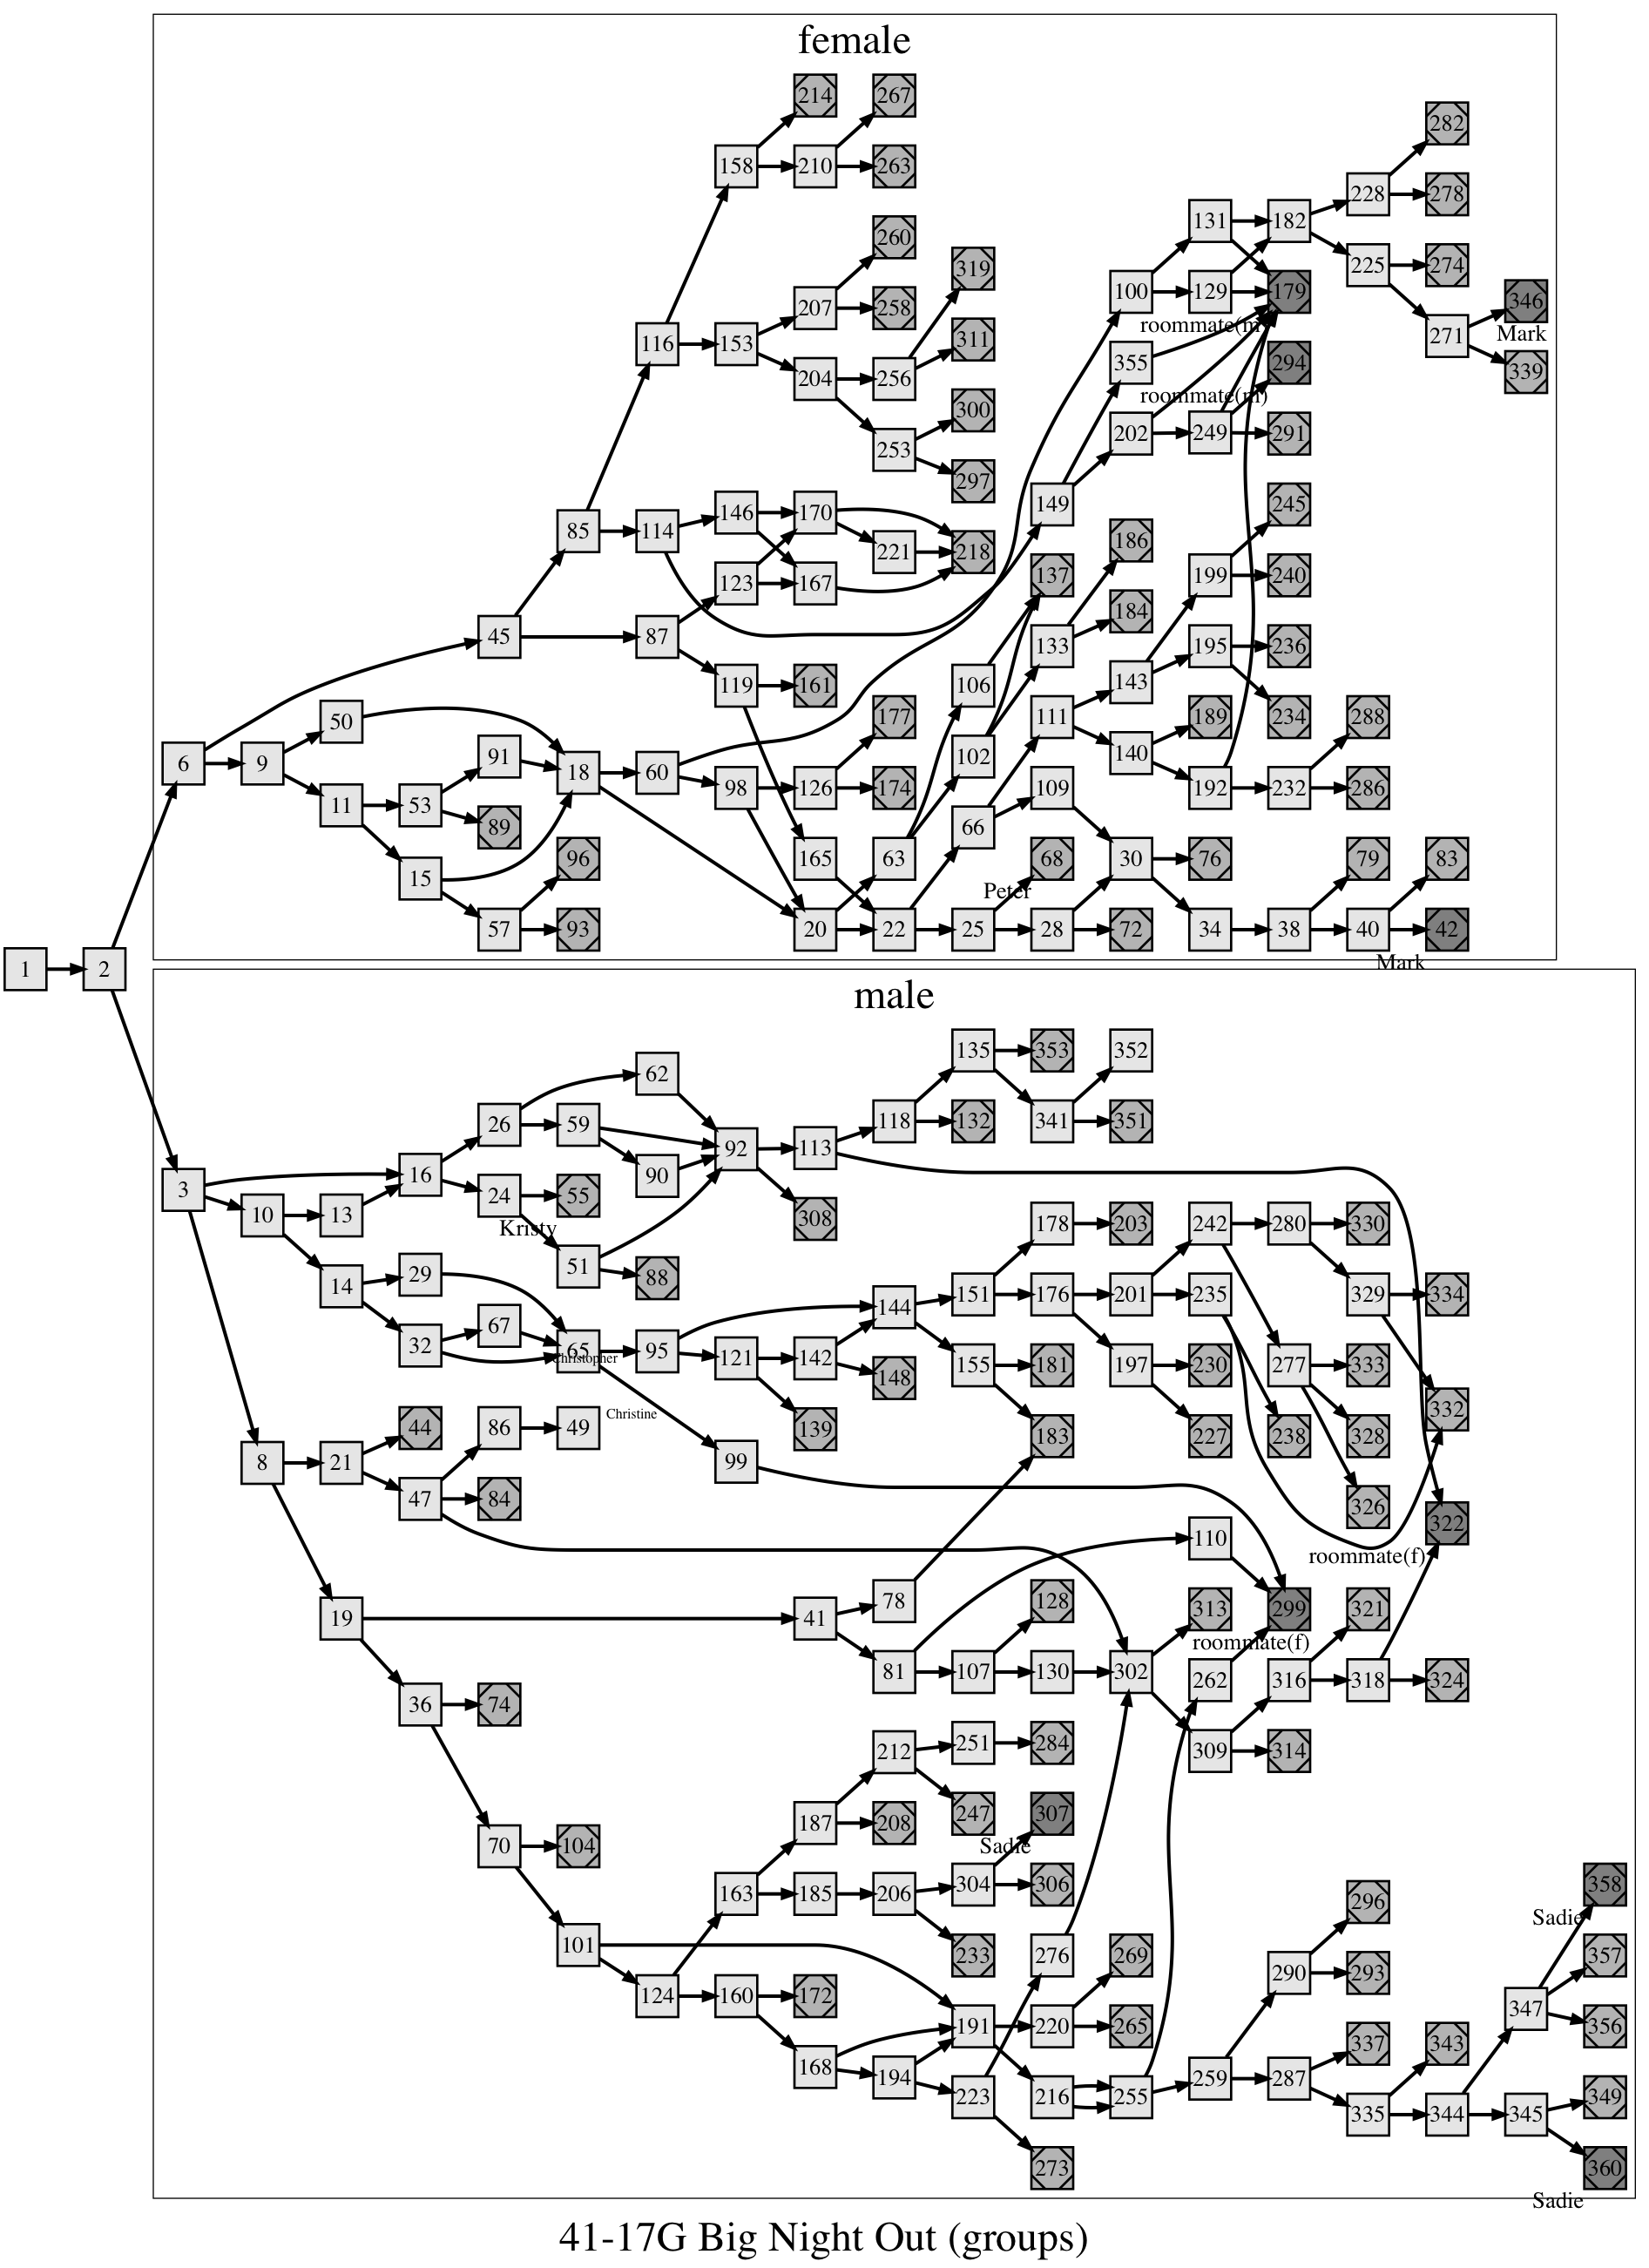 female
214 267
282
158 210 263
228 278
131 182
260
319
225 274
100 129 179
346
207 258
roommate(m)
Mark
116 153
311
271
355
294
339
204 256
roommate(m)
300
202 249 291
253
297
149
245
146 170
85 114
186
221 218
137
199 240
123 167
184
45 87
133
195 236
119 161
106
143
50
177
111
189
234
288
91
102
140
6 9
18 60
98 126 174
109
192 232 286
11 53
89
66
96
165 63
68
30 76
79 83
15
Peter
57 93
20 22 25 28 72
34 38 40 42
Mark
1 2
male
135 353 352
62
26 59
118 132 341 351
92 113
16
90
3
24 55
10 13
308
Kristy
178 203 242 280 330
51
88
14 29
151 176 201 235
329 334
144
67
32
65 95 121 142
155 181 197 230 277 333
Christopher
148
332
Christine
44
86 49
139
183 227 238 328
8 21
99
47 84
326
322
110
roommate(f)
78 128
313 299 321
19 41
roommate(f)
81 107 130 302
262 316 318 324
36 74
212 251 284
309 314
187 208 247 307
70 104
Sadie
163 185 206 304 306
358
296
Sadie
101
233 276 269
357
290 293
124 160 172
347
191 220 265
356
337 343
168 194
259 287
223 216 255
349
335 344 345
273
360
Sadie
41-17G Big Night Out (groups)